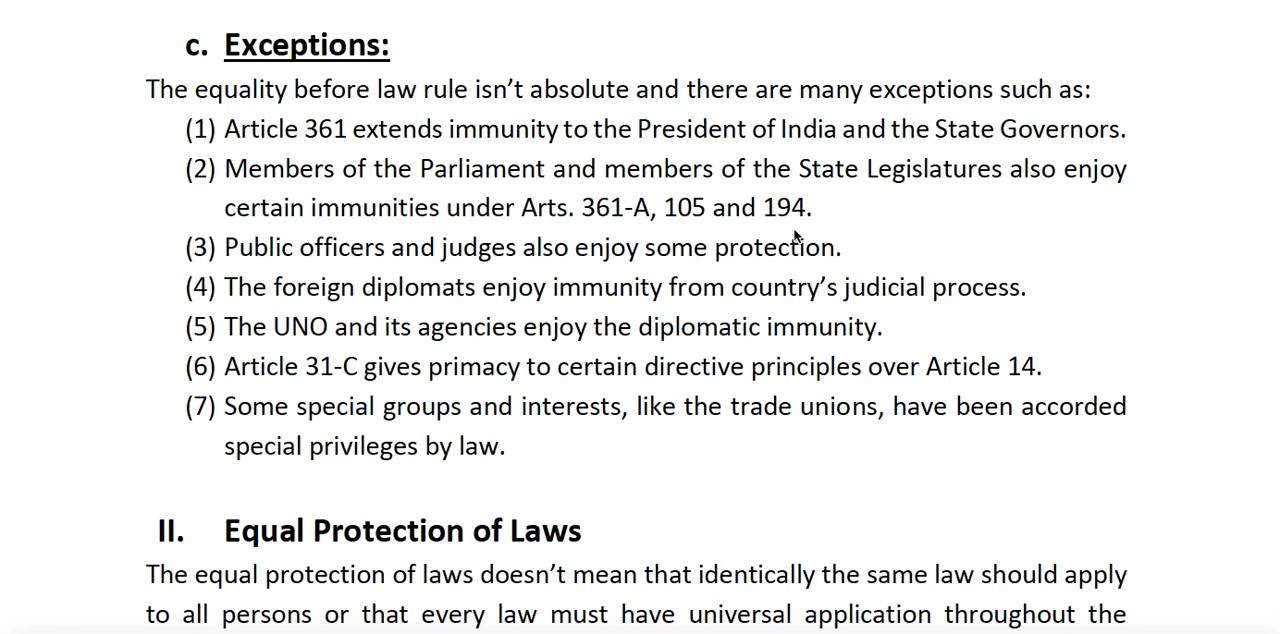 c. Exceptions:
The equality before law rule isn’t absolute and there are many exceptions such as:
(1) Article 361 extends immunity to the President of India and the State Governors.
(2) Members of the Parliament and members of the State Legislatures also enjoy
certain immunities under Arts. 361-A, 105 and 194.
(3) Public officers and judges also enjoy some protection.
(4) The foreign diplomats enjoy immunity from country’s judicial process.
(5) The UNO and its agencies enjoy the diplomatic immunity.
(6) Article 31-C gives primacy to certain directive principles over Article 14.
(7) Some special groups and interests, like the trade unions, have been accorded
special privileges by law.
II. Equal Protection of Laws
The equal protection of laws doesn’t mean that identically the same law should apply
to all persons or that every law must have universal application throughout the